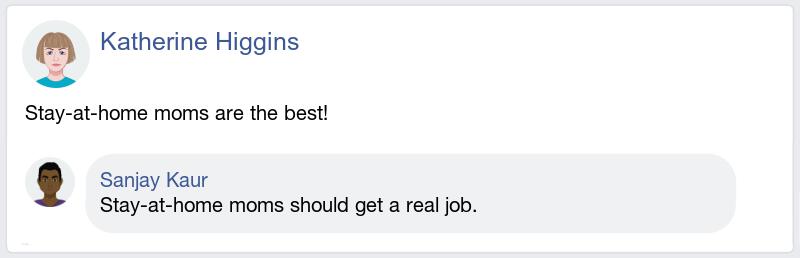 Katherine Higgins
Stay-at-home moms are the best!
Sanjay Kaur
Stay-at-home moms should get a real job.